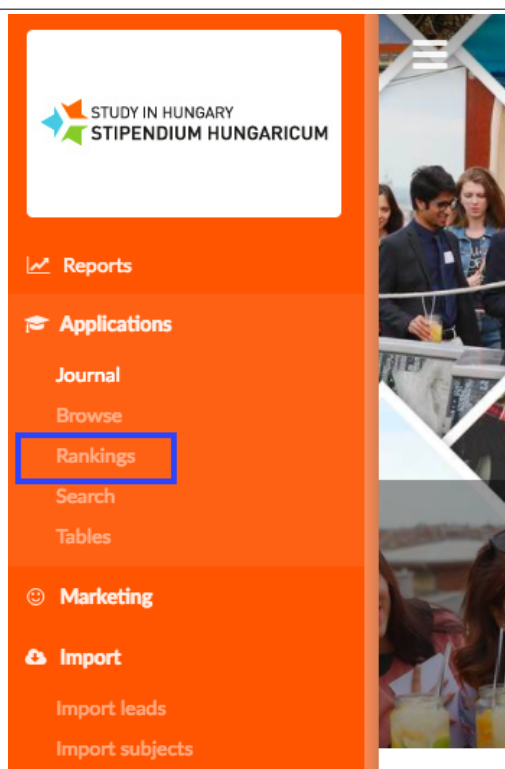 STUDY IN HUNGARY
STIPENDIUM HUNGARICUM
Reports
Applications
Journal
Browse
Rankings
Search
Tables
Marketing
Import
Import leads
Import subjects